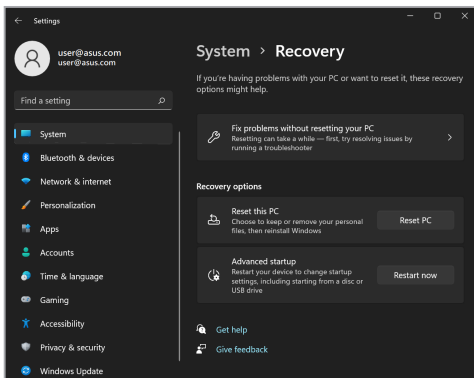 Settings
user@asus.com
user@asus.com
Find a setting
System
Bluetooth & devices
Network & internet
Personalization
Apps
Accounts
Time & language
Gaming
Accessibility
Privacy & security
Windows Update
System > Recovery
If you're having problems with your PC or want to reset it, these recovery
options might help.
Fix problems without resetting your PC
Resetting can take a while — first, try resolving issues by
running a troubleshooter
Recovery options
Reset this PC
Choose to keep or remove your personal
files, then reinstall Windows
Reset PC
Advanced startup
Restart your device to change startup
settings, including starting from a disc or
USB drive
Restart now
Get help
Give feedback